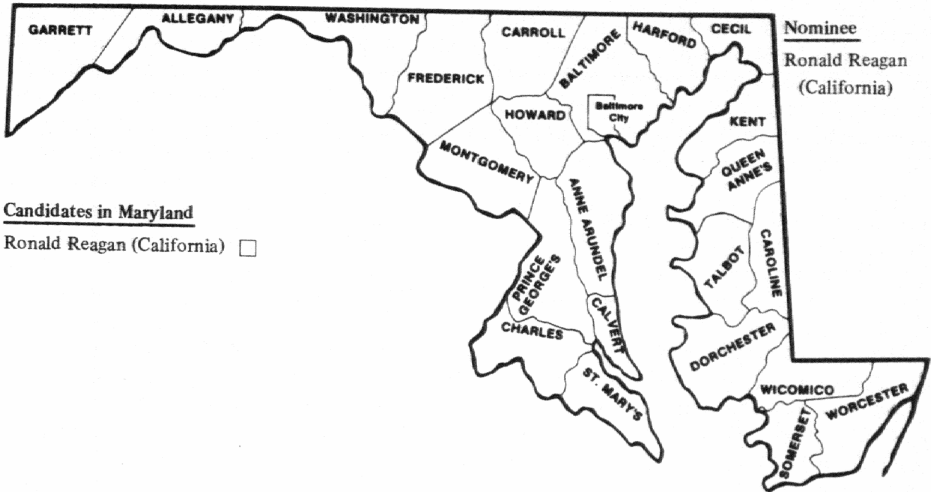 GARRETT
ALLEGANY
WASHINGTON
FREDERICK
CARROLL
BALTIMORE
HARFORD
CECIL
Nominee
Ronald Reagan
(California)
Baltimore
City
HOWARD
MONTGOMERY
KENT
QUEEN
ANNE'S
Candidates in Maryland
Ronald Reagan (California) □
ANNE ARUNDEL
PRINCE
GEORGE'S
TALBOT
CAROLINE
CALVERT
CHARLES
DORCHESTER
ST. MARY'S
WICOMICO
WORCESTER
SOMERSET